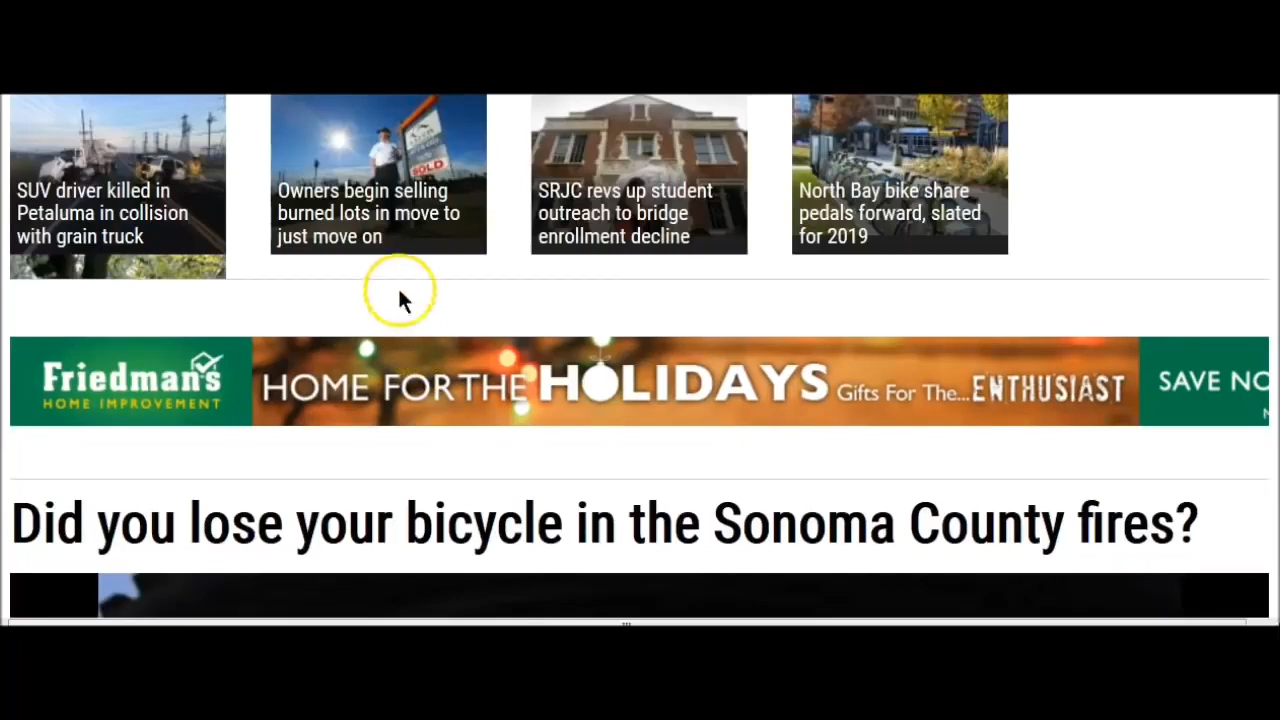 SUV driver killed in
Petaluma in collision
with grain truck
SOLD
Owners begin selling
burned lots in move to
just move on
SRJC revs up student
outreach to bridge
enrollment decline
North Bay bike share
pedals forward, slated
for 2019
Friedman's
HOME IMPROVEMENT
HOME FOR THE HOLIDAYS Gifts For The... ENTHUSIAST
SAVE NO
Did you lose your bicycle in the Sonoma County fires?